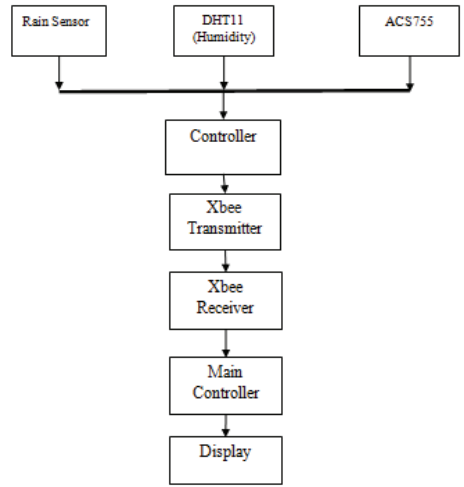 Rain Sensor
DHT11
(Humidity)
ACS755
Controller
Xbee
Transmitter
Xbee
Receiver
Main
Controller
Display